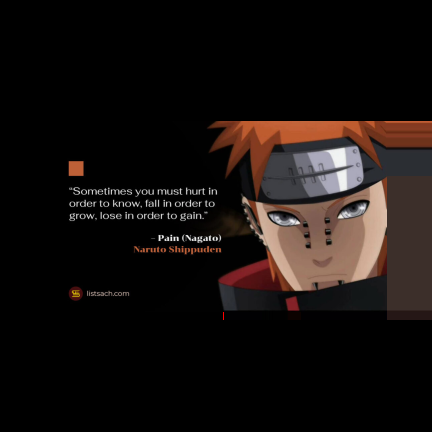 “Sometimes you must hurt in
order to know, fall in order to
grow, lose in order to gain.”
– Pain (Nagato)
Naruto Shippuden
listsach.com